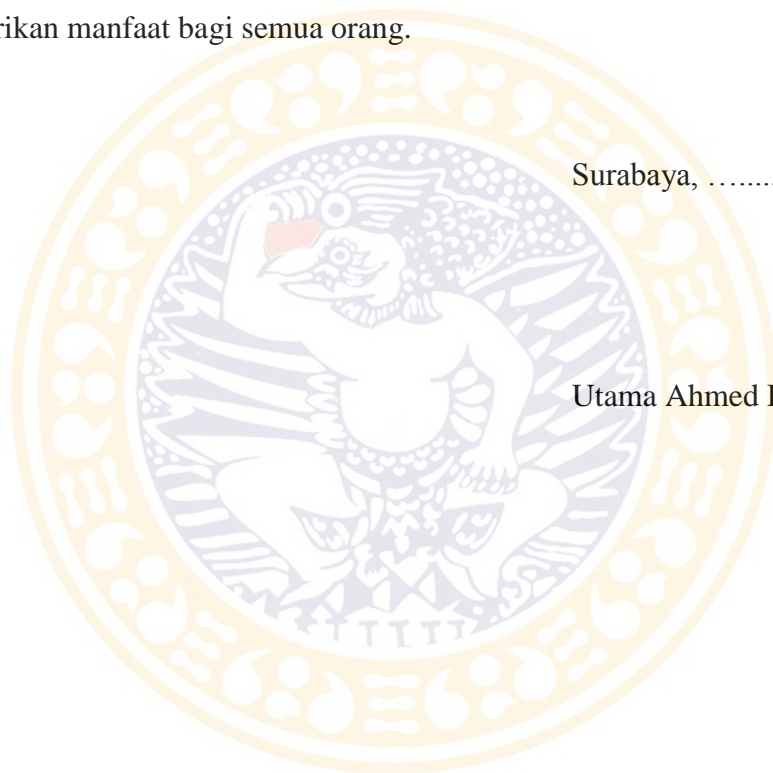 rikan manfaat bagi semua orang.
Surabaya, ….....
Utama Ahmed